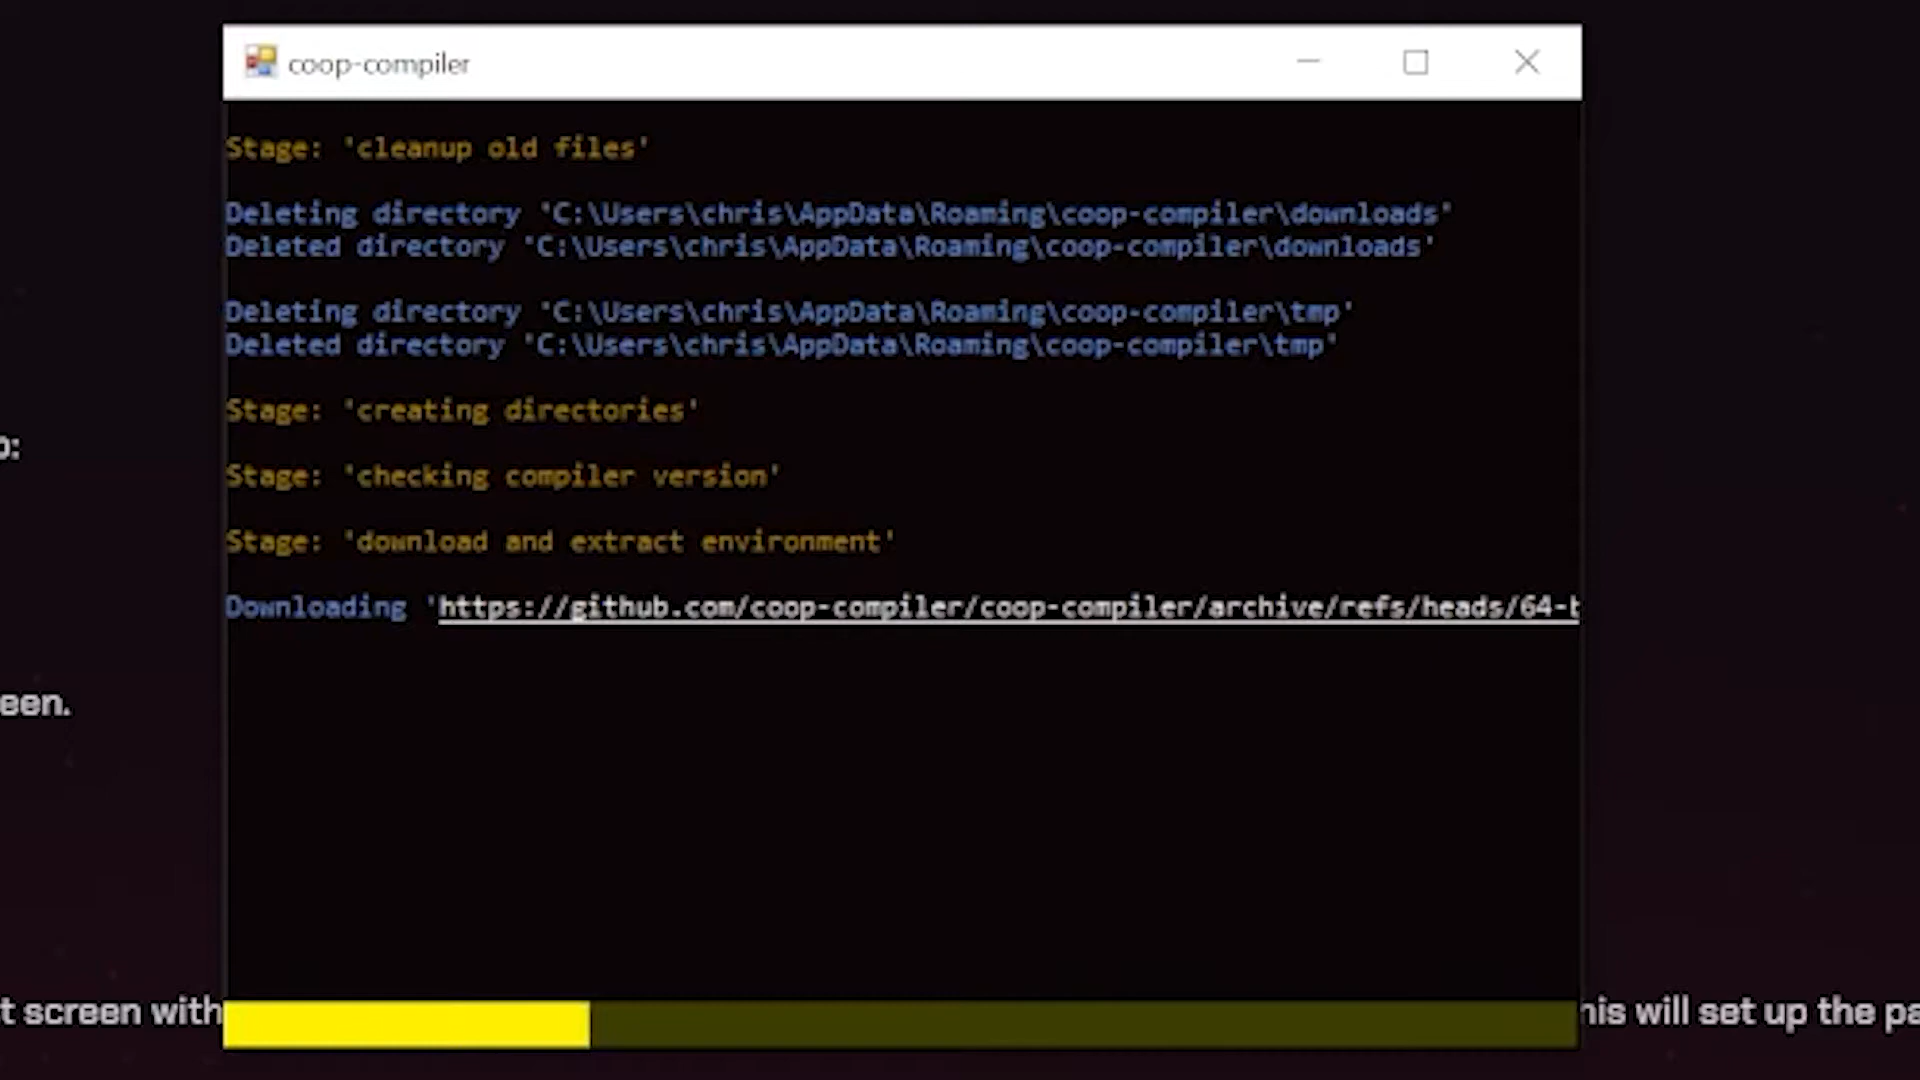 coop-compiler
Stage: 'cleanup old files'
Deleting directory 'C:\Users\chris\AppData\Roaming\coop-compiler\downloads'
Deleted directory 'C:\Users\chris\AppData\Roaming\coop-compiler\downloads'
Deleting directory 'C:\Users\chris\AppData\Roaming\coop-compiler\tmp'
Deleted directory 'C:\Users\chris\AppData\Roaming\coop-compiler\tmp'
Stage: 'creating directories'
Stage: 'checking compiler version'
Stage: 'download and extract environment'
Downloading 'https://github.com/coop-compiler/coop-compiler/archive/refs/heads/64-b
een.
t screen with
his will set up the pa